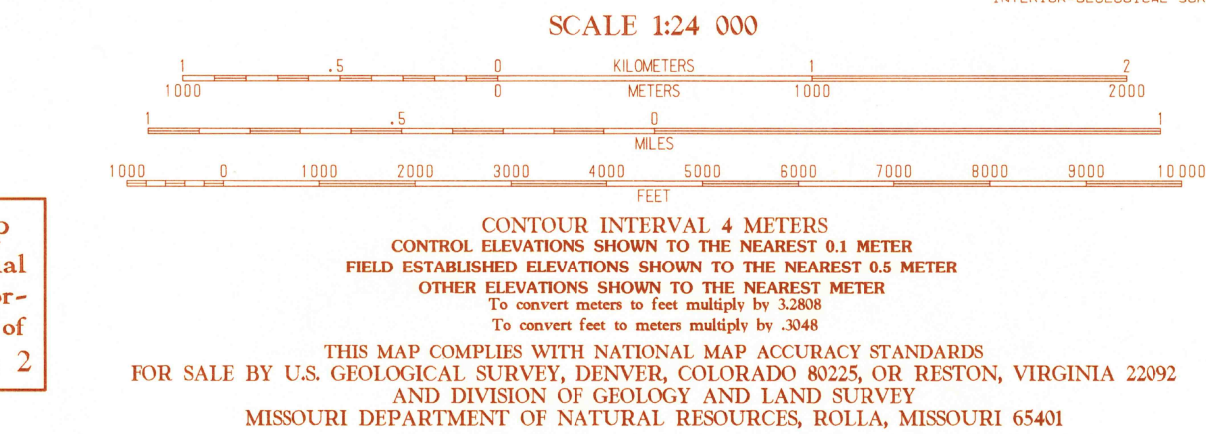 SCALE 1:24 000
1 .5 0 KILOMETERS 1 2
1000 0 METERS 1000 2000
1 .5 0 1
MILES
1000 0 1000 2000 3000 4000 5000 6000 7000 8000 9000 10 000
FEET
CONTOUR INTERVAL 4 METERS
CONTROL ELEVATIONS SHOWN TO THE NEAREST 0.1 METER
FIELD ESTABLISHED ELEVATIONS SHOWN TO THE NEAREST 0.5 METER
OTHER ELEVATIONS SHOWN TO THE NEAREST METER
To convert meters to feet multiply by 3.2808
To convert feet to meters multiply by .3048
THIS MAP COMPLIES WITH NATIONAL MAP ACCURACY STANDARDS
FOR SALE BY U.S. GEOLOGICAL SURVEY, DENVER, COLORADO 80225, OR RESTON, VIRGINIA 22092
AND DIVISION OF GEOLOGY AND LAND SURVEY
MISSOURI DEPARTMENT OF NATURAL RESOURCES, ROLLA, MISSOURI 65401
of
2